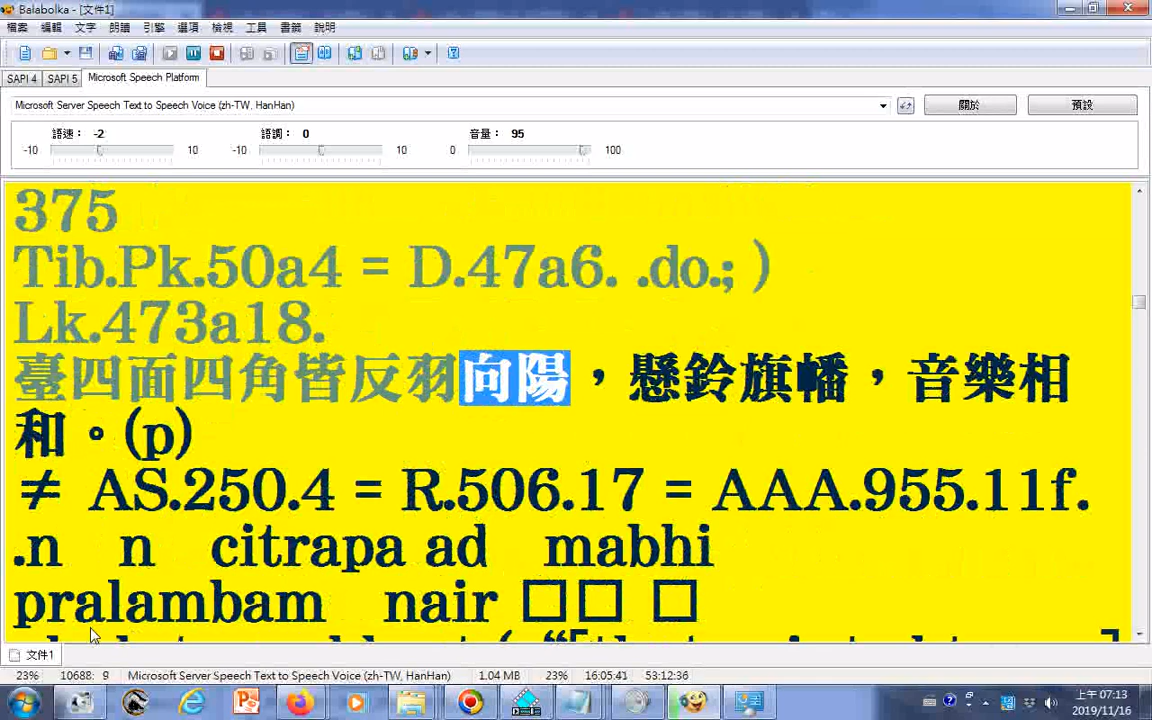 Balabolka - [文件1]
檔案 編輯 文字 朗讀 引擎 選項 檢視 工具 書籤 說明
SAPI 4 SAPI 5 Microsoft Speech Platform
Microsoft Server Speech Text to Speech Voice (zh-TW, HanHan) 關於 預設
語速： -2 語調： 0 音量： 95
-10 10 -10 10 0 100
375
Tib.Pk.50a4 = D.47a6. .do.; )
Lk.473a18.
臺四面四角皆反羽向陽，懸鈴旗幡，音樂相
和。(p)
≠ AS.250.4 = R.506.17 = AAA.955.11f.
.n n citrapa ad mabhi
pralambam nair □□ □
文件1
23% 10688: 9 Microsoft Server Speech Text to Speech Voice (zh-TW, HanHan) 1.04 MB 23% 16:05:41 53:12:36
上午 07:13
2019/11/16